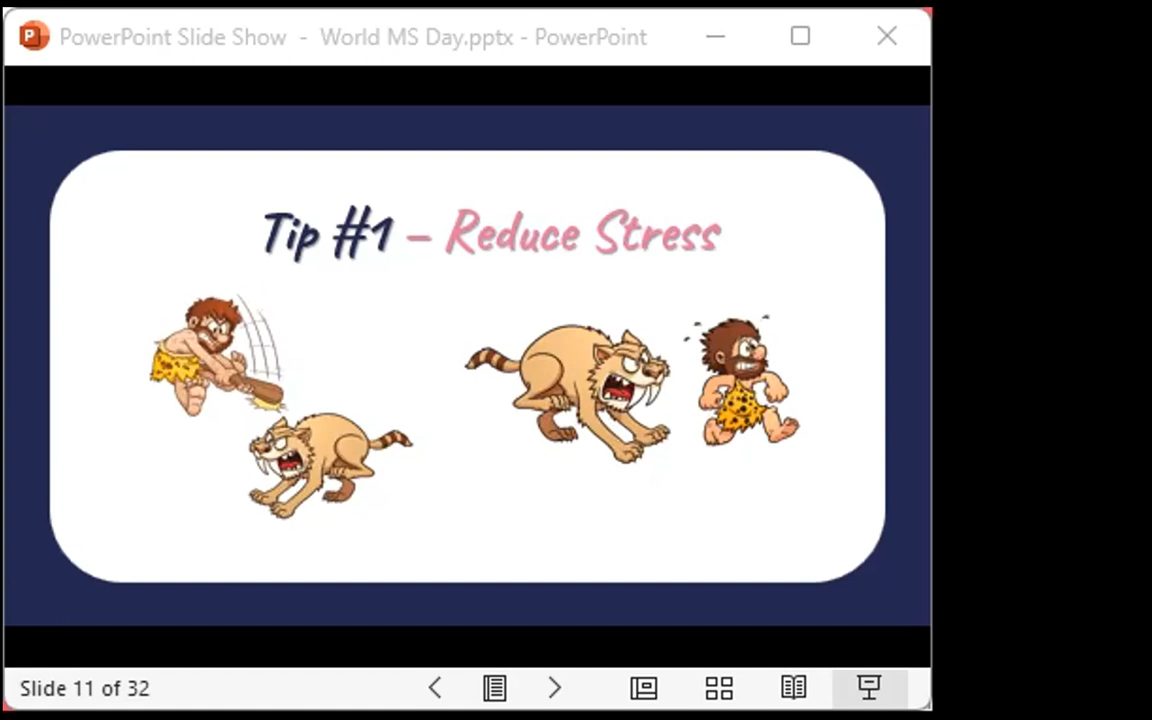 PowerPoint Slide Show - World MS Day.pptx - PowerPoint
Tip #1 – Reduce Stress
Slide 11 of 32